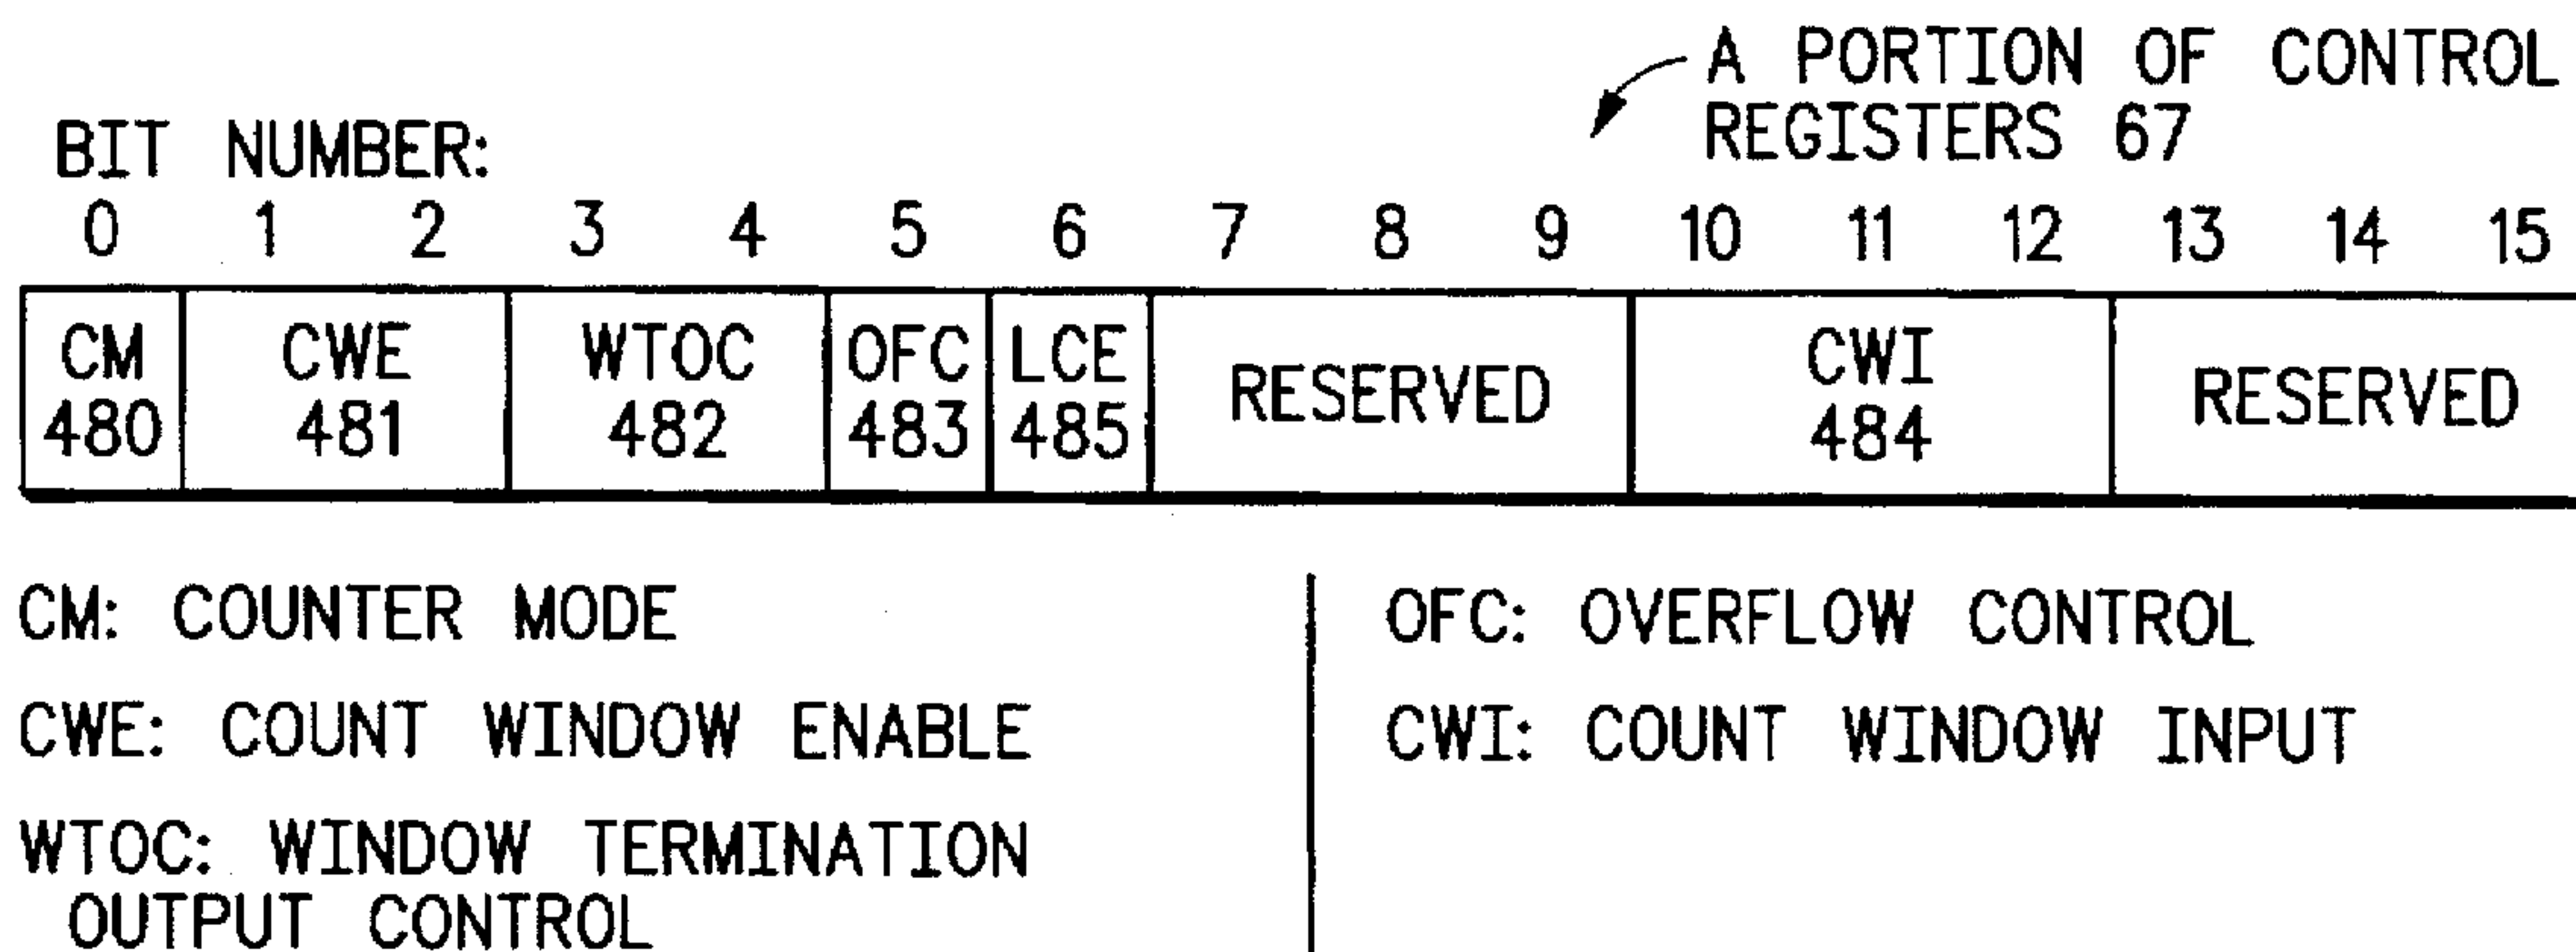 A PORTION OF CONTROL
REGISTERS 67
BIT NUMBER:
0 1 2 3 4 5 6 7 8 9 10 11 12 13 14 15
CM CWE WTOC OFC LCE RESERVED CWI RESERVED
480 481 482 483 485 484
CM: COUNTER MODE
CWE: COUNT WINDOW ENABLE
WTOC: WINDOW TERMINATION
OUTPUT CONTROL
OFC: OVERFLOW CONTROL
CWI: COUNT WINDOW INPUT